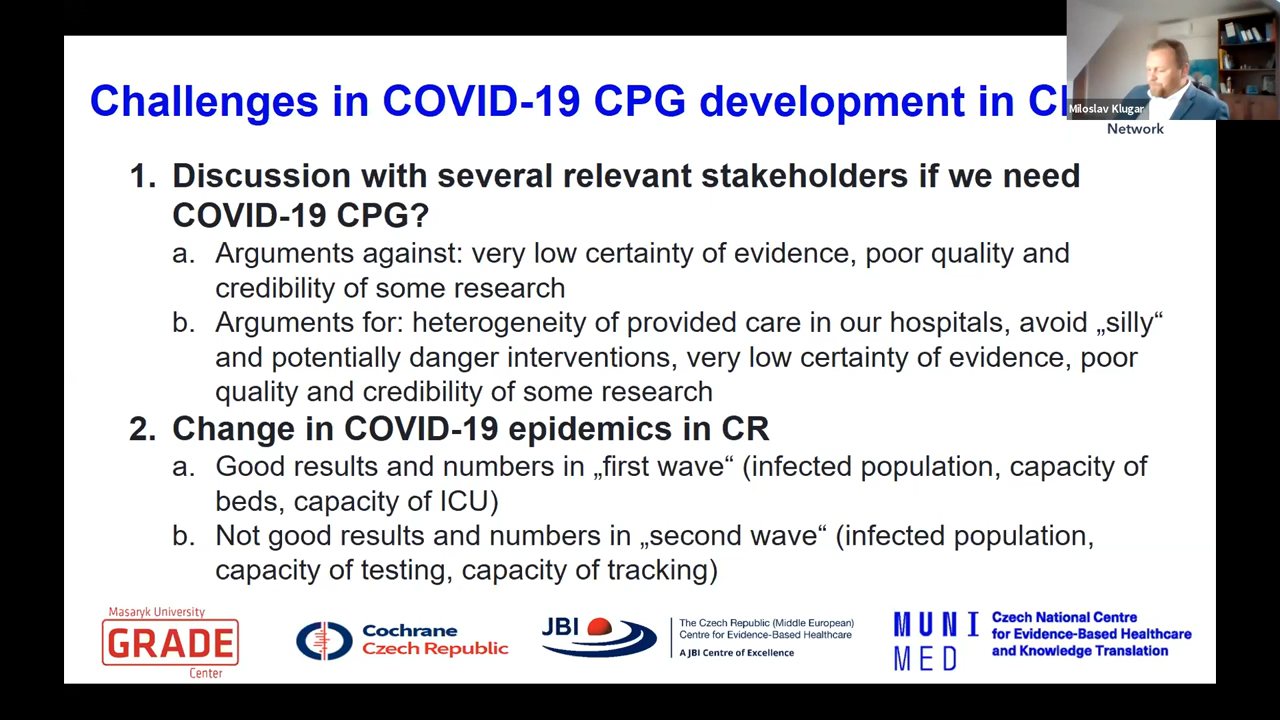 Challenges in COVID-19 CPG development in
Miloslav Klugar
Network
1. Discussion with several relevant stakeholders if we need
COVID-19 CPG?
a. Arguments against: very low certainty of evidence, poor quality and
credibility of some research
b. Arguments for: heterogeneity of provided care in our hospitals, avoid „silly“
and potentially danger interventions, very low certainty of evidence, poor
quality and credibility of some research
2. Change in COVID-19 epidemics in CR
a. Good results and numbers in „first wave“ (infected population, capacity of
beds, capacity of ICU)
b. Not good results and numbers in „second wave“ (infected population,
capacity of testing, capacity of tracking)
Masaryk University
GRADE
Center
Cochrane
Czech Republic
JBI
The Czech Republic (Middle European)
Centre for Evidence-Based Healthcare
A JBI Centre of Excellence
MUNI
MED
Czech National Centre
for Evidence-Based Healthcare
and Knowledge Translation